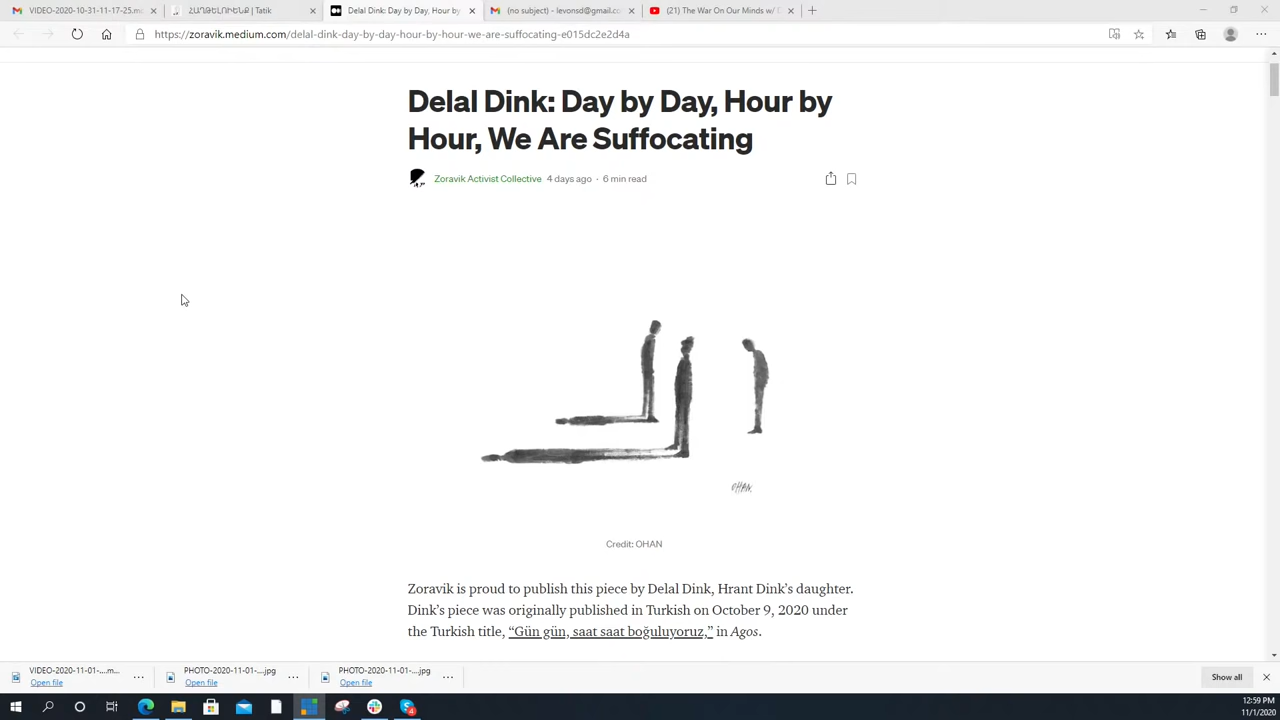 VIDEO-2020-10-31-11-17-25.m
ՀԱՂՈՐԴՈՒԹԻ | Tatik
Delal Dink: Day by Day, Hour by
(no subject) - levonsd@gmail.co
(21) The War On Our Minds w/ D
https://zoravik.medium.com/delal-dink-day-by-day-hour-by-hour-we-are-suffocating-e015dc2e2d4a
Delal Dink: Day by Day, Hour by
Hour, We Are Suffocating
Zoravik Activist Collective 4 days ago · 6 min read
OHAN.
Credit: OHAN
Zoravik is proud to publish this piece by Delal Dink, Hrant Dink’s daughter.
Dink’s piece was originally published in Turkish on October 9, 2020 under
the Turkish title, “Gün gün, saat saat boğuluyoruz,” in Agos.
VIDEO-2020-11-01-....m...
Open file
PHOTO-2020-11-01-....jpg
Open file
PHOTO-2020-11-01-....jpg
Open file
Show all
4
12:59 PM
11/1/2020